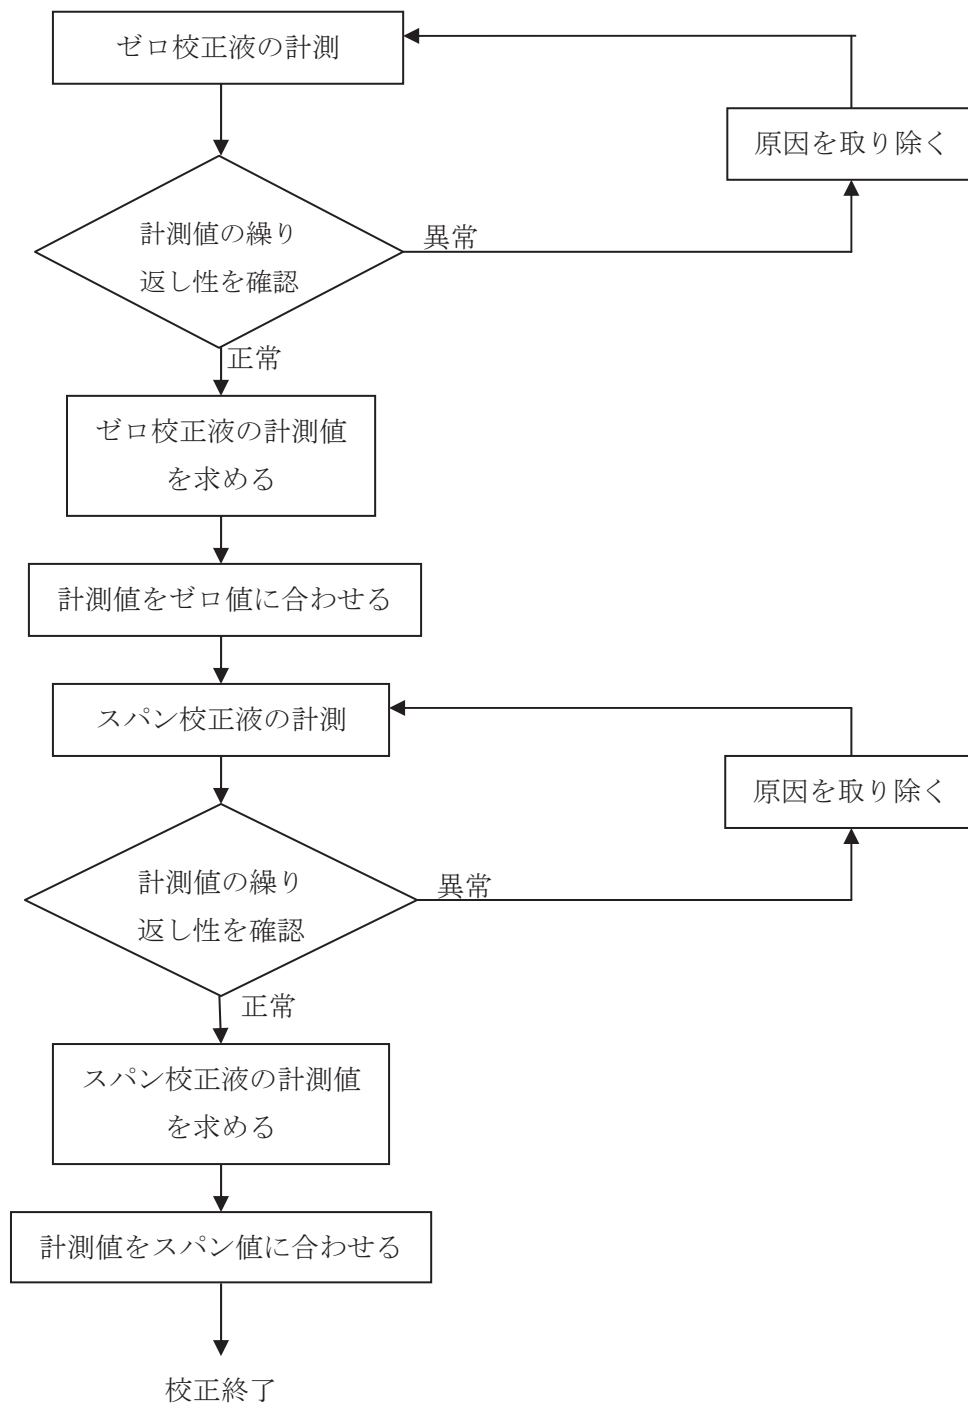 ゼロ校正液の計測
原因を取り除く
計測値の繰り
返し性を確認
異常
正常
ゼロ校正液の計測値
を求める
計測値をゼロ値に合わせる
スパン校正液の計測
原因を取り除く
計測値の繰り
返し性を確認
異常
正常
スパン校正液の計測値
を求める
計測値をスパン値に合わせる
校正終了